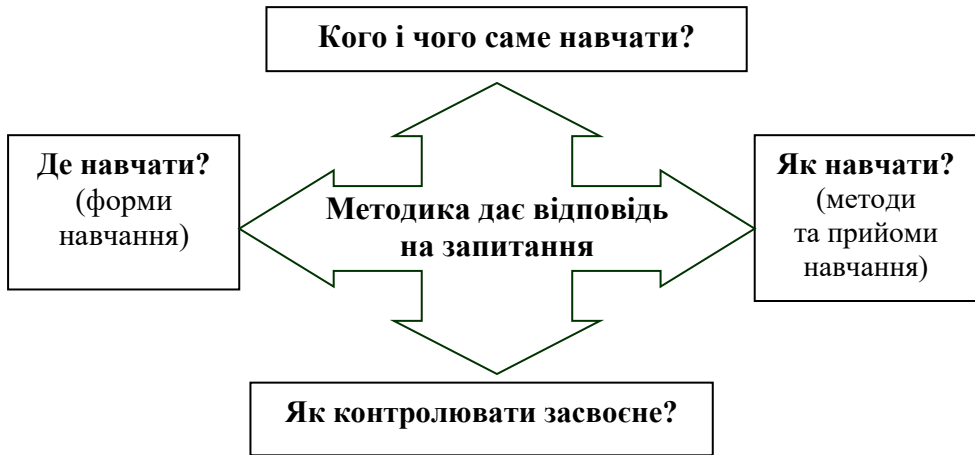 Кого і чого саме навчати?
Де навчати?
(форми
навчання)
Методика дає відповідь
на запитання
Як навчати?
(методи
та прийоми
навчання)
Як контролювати засвоєне?